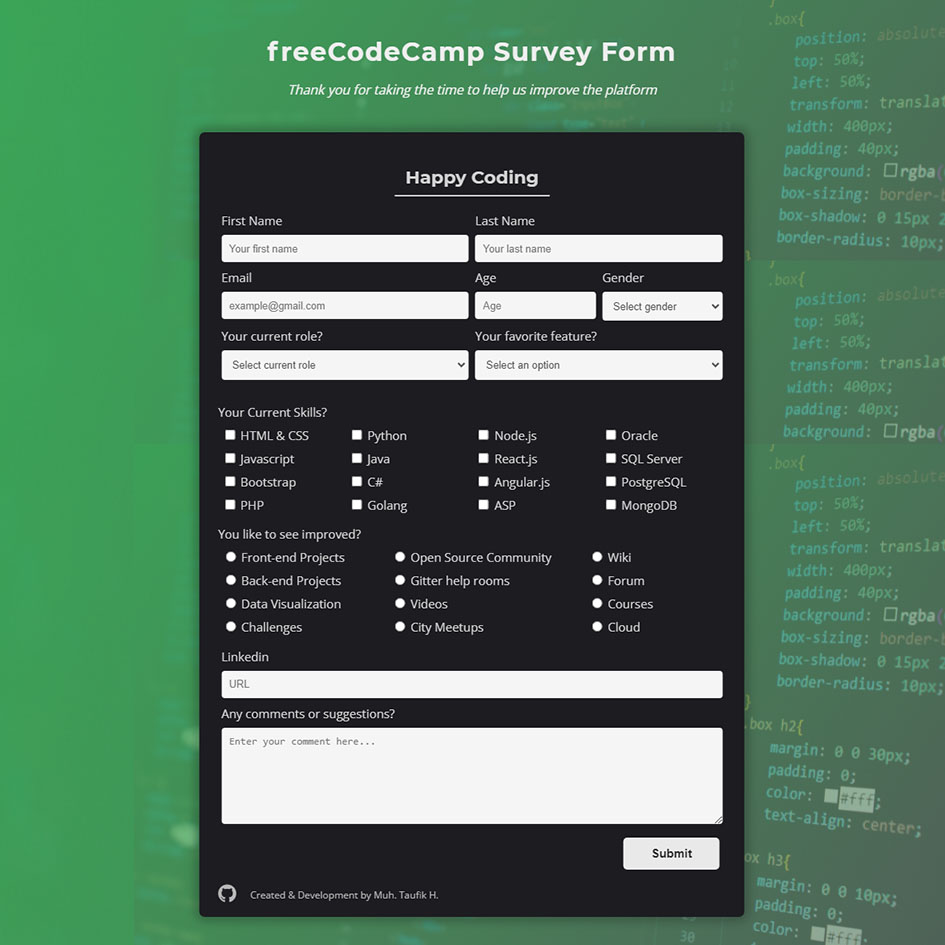 freeCodeCamp Survey Form
Thank you for taking the time to help us improve the platform
Happy Coding
First Name Last Name
Your first name Your last name
Email Age Gender
example@gmail.com Age Select gender
Your current role? Your favorite feature?
Select current role Select an option
Your Current Skills?
HTML & CSS Python Node.js Oracle
Javascript Java React.js SQL Server
Bootstrap C# Angular.js PostgreSQL
PHP Golang ASP MongoDB
You like to see improved?
Front-end Projects Open Source Community Wiki
Back-end Projects Gitter help rooms Forum
Data Visualization Videos Courses
Challenges City Meetups Cloud
Linkedin
URL
Any comments or suggestions?
Enter your comment here...
Submit
Created & Development by Muh. Taufik H.
}
.box{
position: absolute
top: 50%;
left: 50%;
transform: translat
width: 400px;
padding: 40px;
background: rgba(
box-sizing: border-b
box-shadow: 0 15px 2
border-radius: 10px;
}
.box{
position: absolute
top: 50%;
left: 50%;
transform: translat
width: 400px;
padding: 40px;
background: rgba(
.box{
position: absolute
top: 50%;
left: 50%;
transform: translat
width: 400px;
padding: 40px;
background: rgba(
box-sizing: border-b
box-shadow: 0 15px 2
border-radius: 10px;
}
.box h2{
margin: 0 0 30px;
padding: 0;
color: #fff;
text-align: center;
ox h3{
margin: 0 0 10px;
padding: 0;
color: #fff;
30